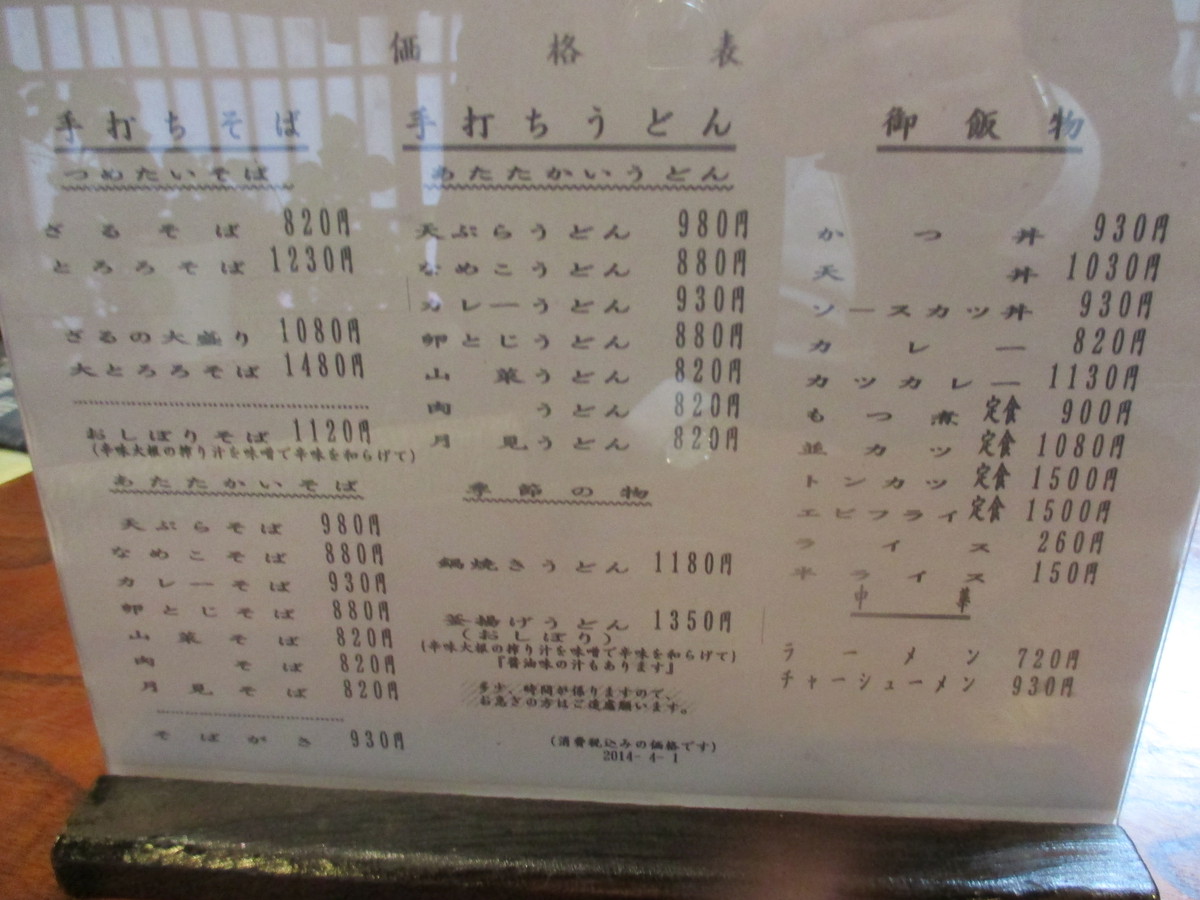 価格表
手打ちそば
つめたいそば
ざるそば 820円
とろろそば 1230円
ざるの大盛り 1080円
大とろろそば 1480円
おしぼりそば 1120円
(辛味大根の搾り汁を味噌で辛味を和らげて)
あたたかいそば
天ぷらそば 980円
なめこそば 880円
カレーそば 930円
卵とじそば 880円
山菜そば 820円
肉そば 820円
月見そば 820円
そばがき 930円
手打ちうどん
あたたかいうどん
天ぷらうどん 980円
なめこうどん 880円
カレーうどん 930円
卵とじうどん 880円
山菜うどん 820円
肉うどん 820円
月見うどん 820円
季節の物
鍋焼きうどん 1180円
釜揚げうどん 1350円
(おしぼり)
(辛味大根の搾り汁を味噌で辛味を和らげて)
『醤油味の汁もあります』
多少、時間が係りますので、
お急ぎの方はご遠慮願います。
(消費税込みの価格です)
2014-4-1
御飯物
かつ丼 930円
天丼 1030円
ソースカツ丼 930円
カレー 820円
カツカレー 1130円
もつ煮定食 900円
並カツ定食 1080円
トンカツ定食 1500円
エビフライ定食 1500円
ライス 260円
半ライス 150円
中華
ラーメン 720円
チャーシューメン 930円